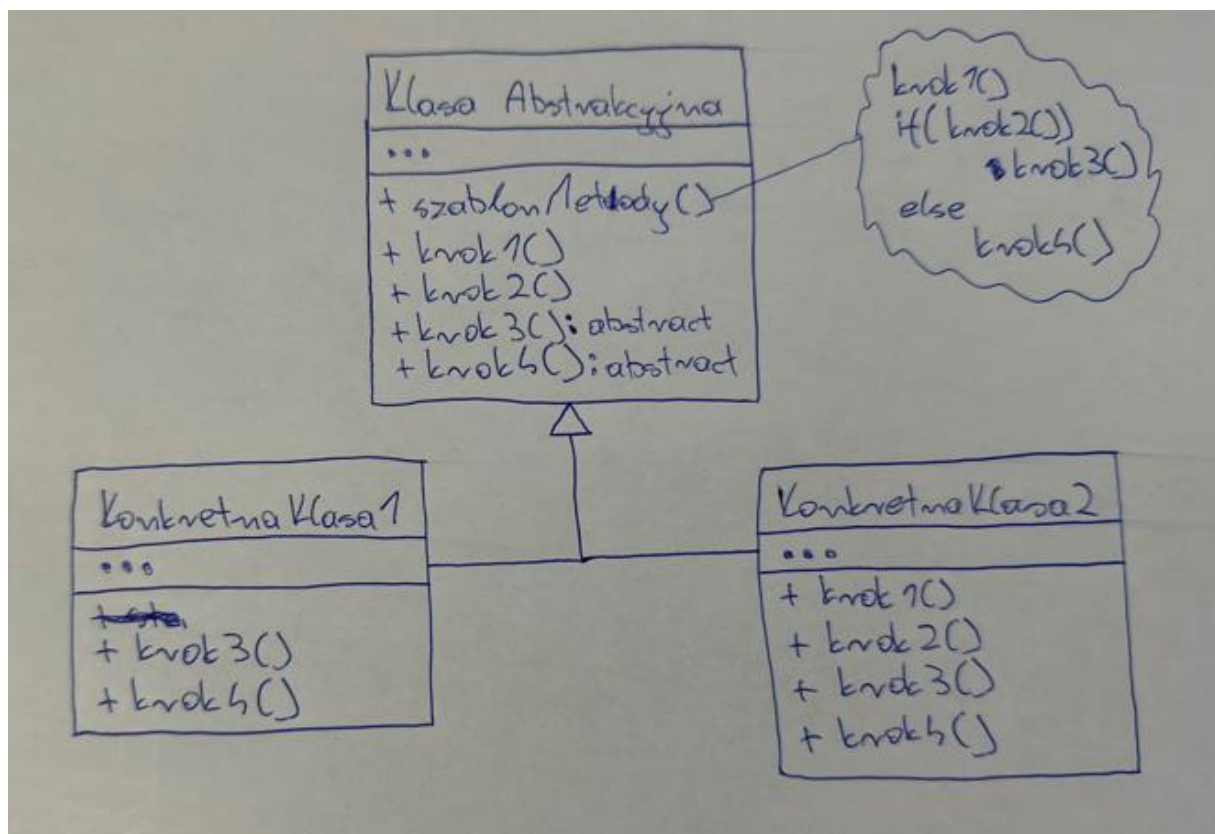 Klasa Abstrakcyjna
...
+ szablonMetody()
+ krok1()
+ krok2()
+ krok3(): abstract
+ krok4(): abstract
krok1()
if(krok2())
krok3()
else
krok4()
KonkretnaKlasa1
...
+ krok3()
+ krok4()
KonkretnaKlasa2
...
+ krok1()
+ krok2()
+ krok3()
+ krok4()